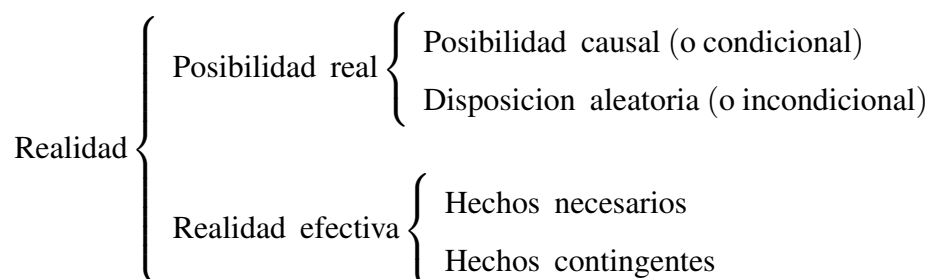 Posibilidad causal (o condicional)
Posibilidad real
Disposicion aleatoria (o incondicional)
Realidad
Hechos necesarios
Realidad efectiva
Hechos contingentes